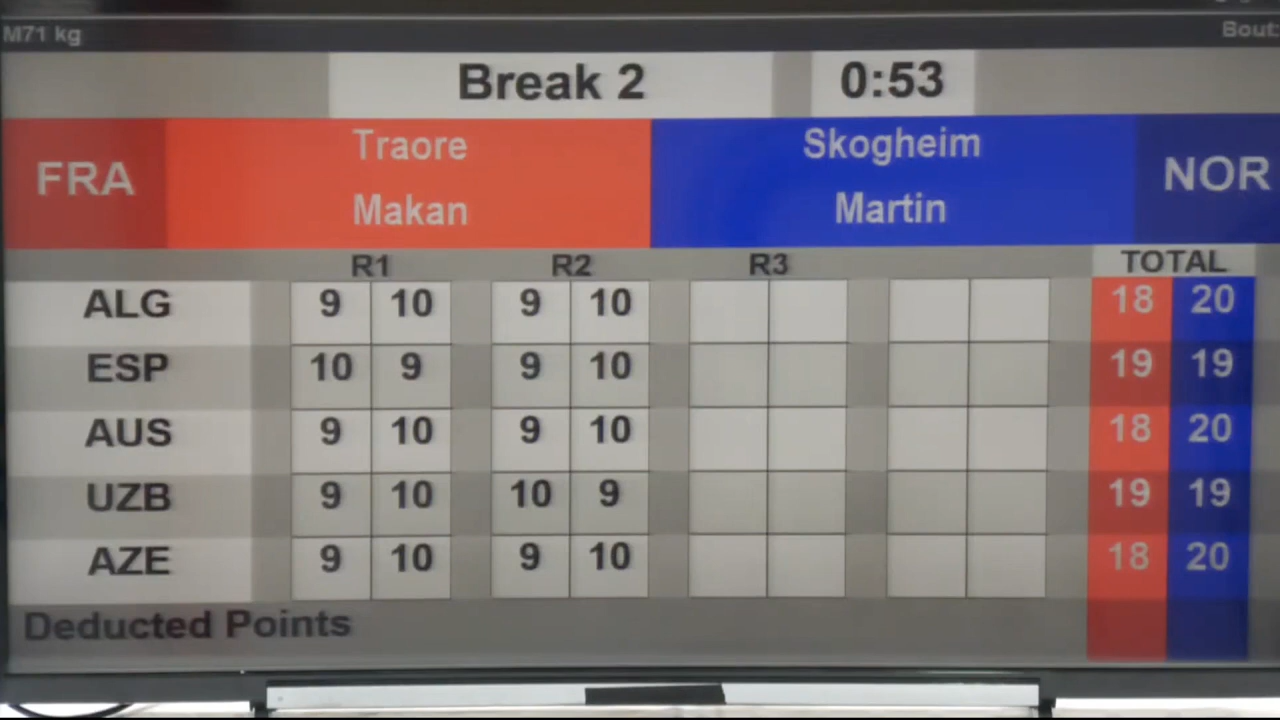 M71 kg Bout:
Break 2 0:53
FRA Traore Makan Skogheim Martin NOR
R1 R2 R3 TOTAL
ALG 9 10 9 10 18 20
ESP 10 9 9 10 19 19
AUS 9 10 9 10 18 20
UZB 9 10 10 9 19 19
AZE 9 10 9 10 18 20
Deducted Points